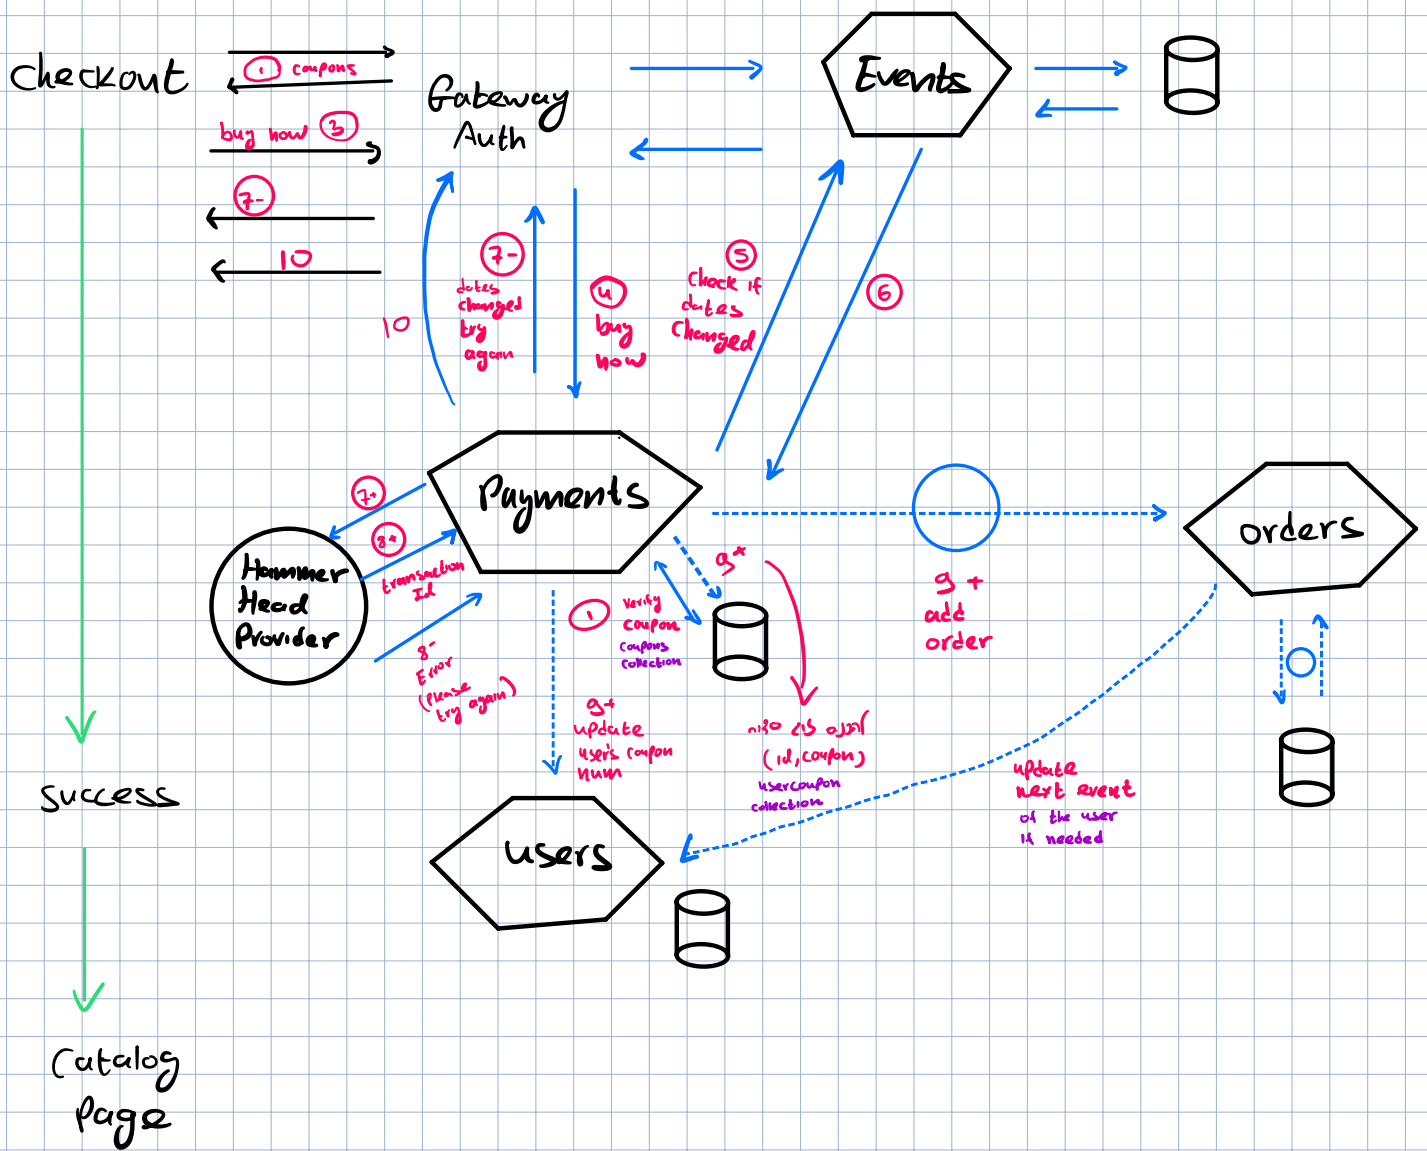 Checkout
① coupons
buy now ③
7-
10
Gateway
Auth
Events
7-
dates
changed
try
again
10
④
buy
now
⑤
Check if
dates
changed
⑥
Payments
orders
7+
8+
transaction
Id
Hammer
Head
Provider
8-
Error
(please
try again)
①
Verify
coupon
coupons
collection
9+
9+
add
order
9+
update
user's coupon
num
(id, coupon)
usercoupon
collection
update
next event
of the user
if needed
success
users
Catalog
Page